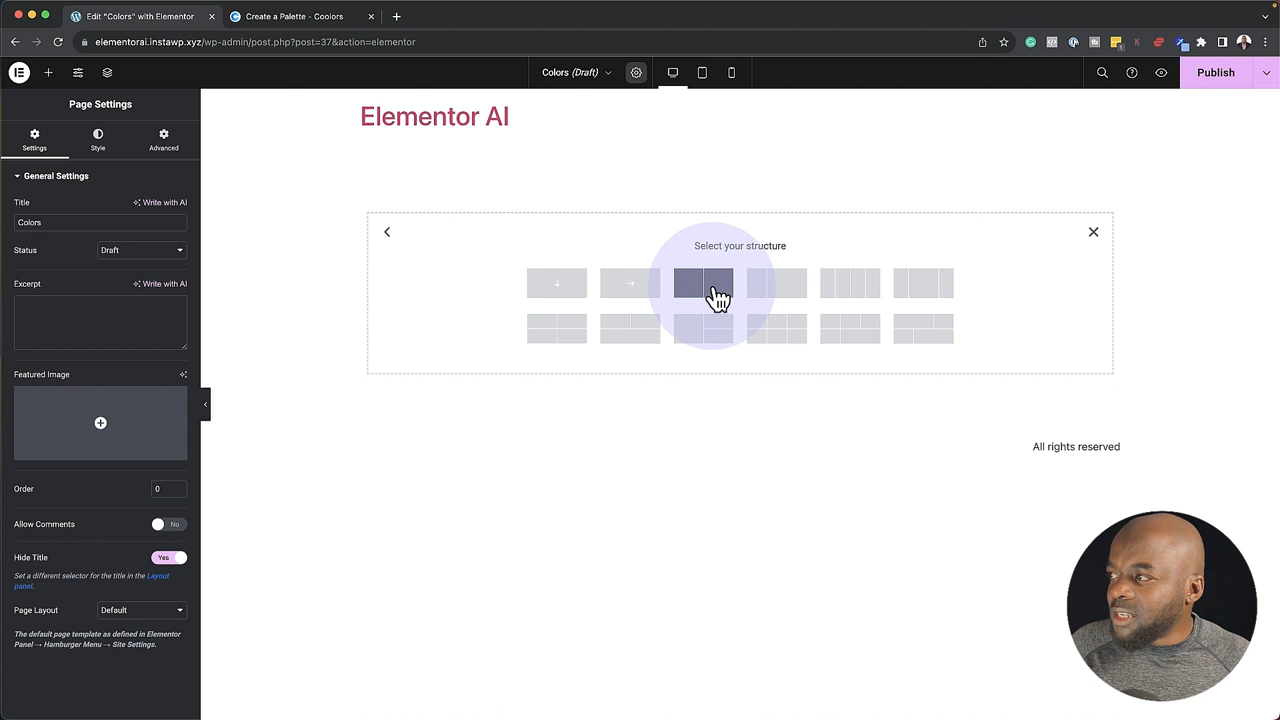 Edit "Colors" with Elementor
Create a Palette - Coolors
elementorai.instawp.xyz/wp-admin/post.php?post=37&action=elementor
Colors (Draft)
Publish
Page Settings
Settings
Style
Advanced
General Settings
Title
Write with AI
Colors
Status
Draft
Excerpt
Write with AI
Featured Image
Order
0
Allow Comments
No
Hide Title
Yes
Set a different selector for the title in the Layout
panel.
Page Layout
Default
The default page template as defined in Elementor
Panel → Hamburger Menu → Site Settings.
Elementor AI
Select your structure
All rights reserved